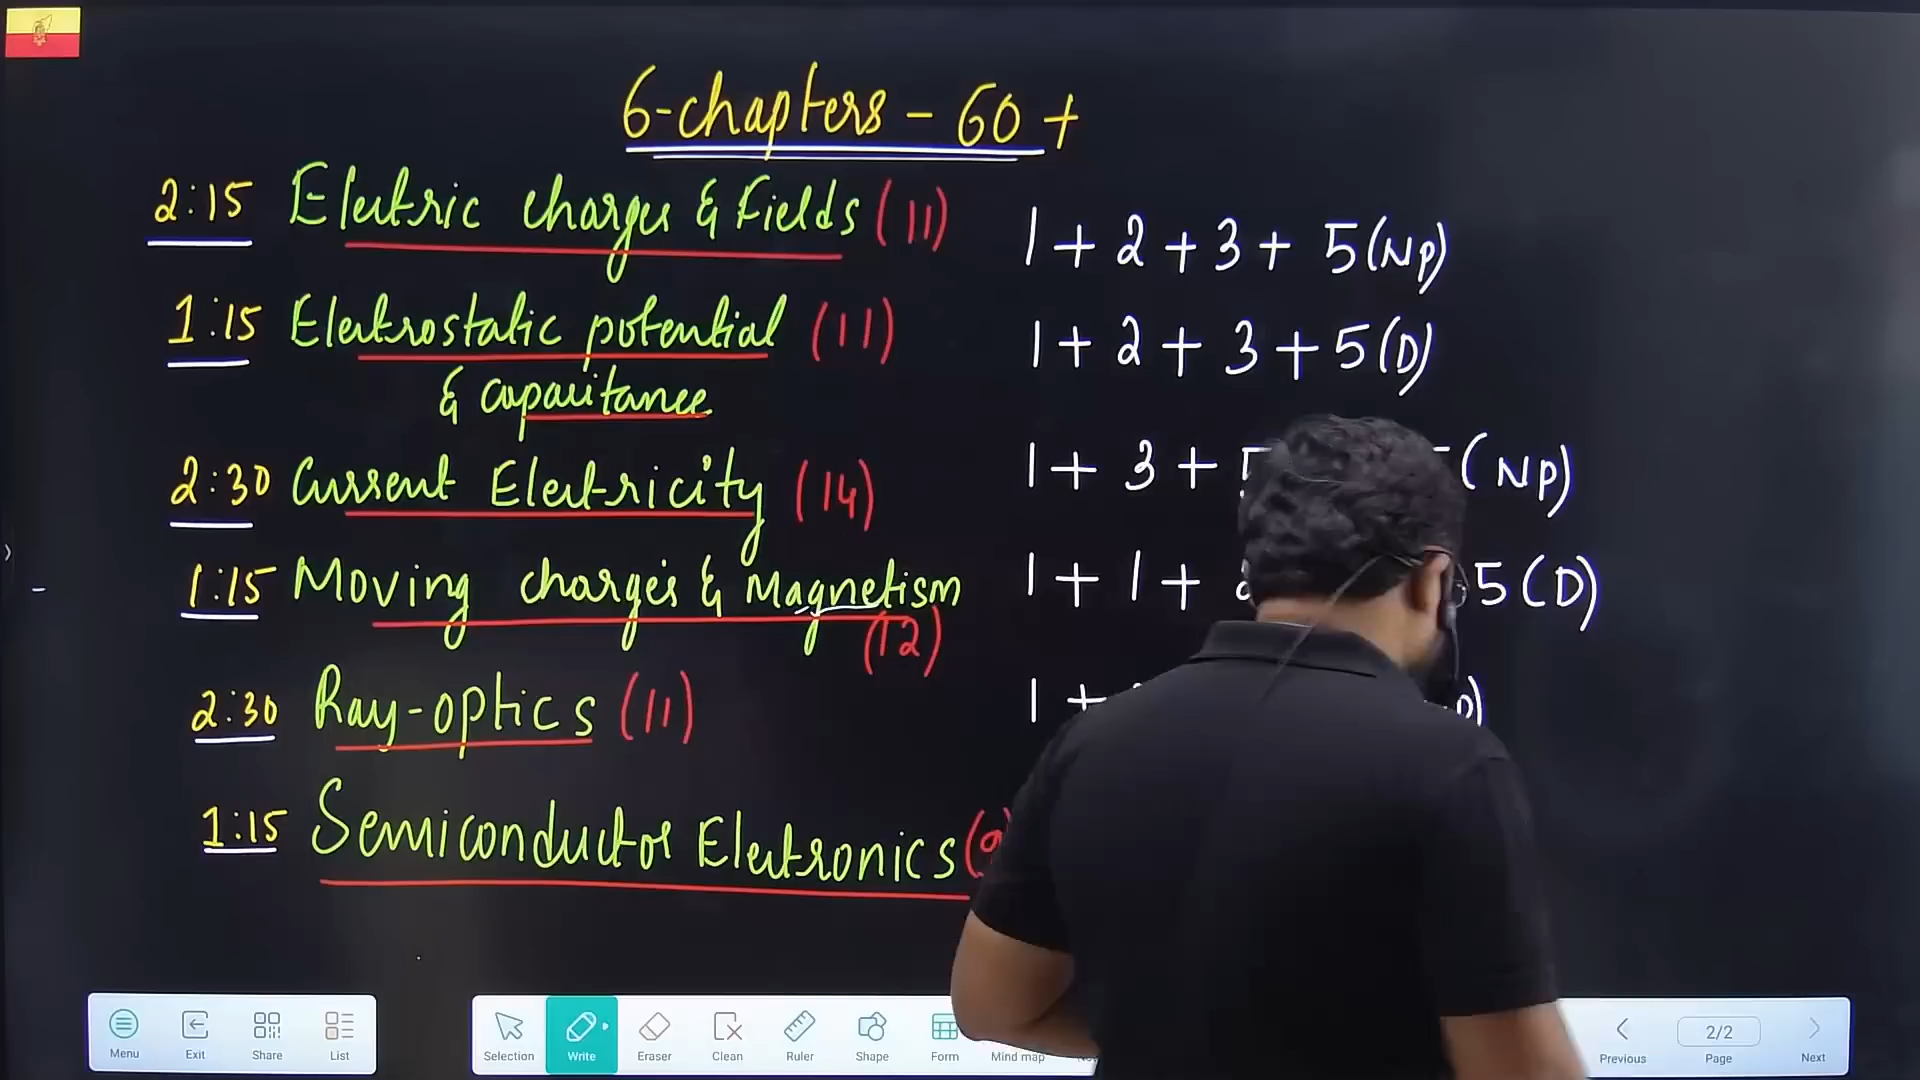 6-chapters - 60 +
2:15 Electric charges & Fields (11) 1 + 2 + 3 + 5 (NP)
1:15 Electrostatic potential (11) 1 + 2 + 3 + 5 (D)
& capacitance
2:30 Current Electricity (14) 1 + 3 + (NP)
1:15 Moving charges & Magnetism 1 + 1 + 5 (D)
(12)
2:30 Ray-optics (11) 1 +
1:15 Semiconductor Electronics
Menu Exit Share List Selection Write Eraser Clean Ruler Shape Form Mind map Previous 2/2 Page Next